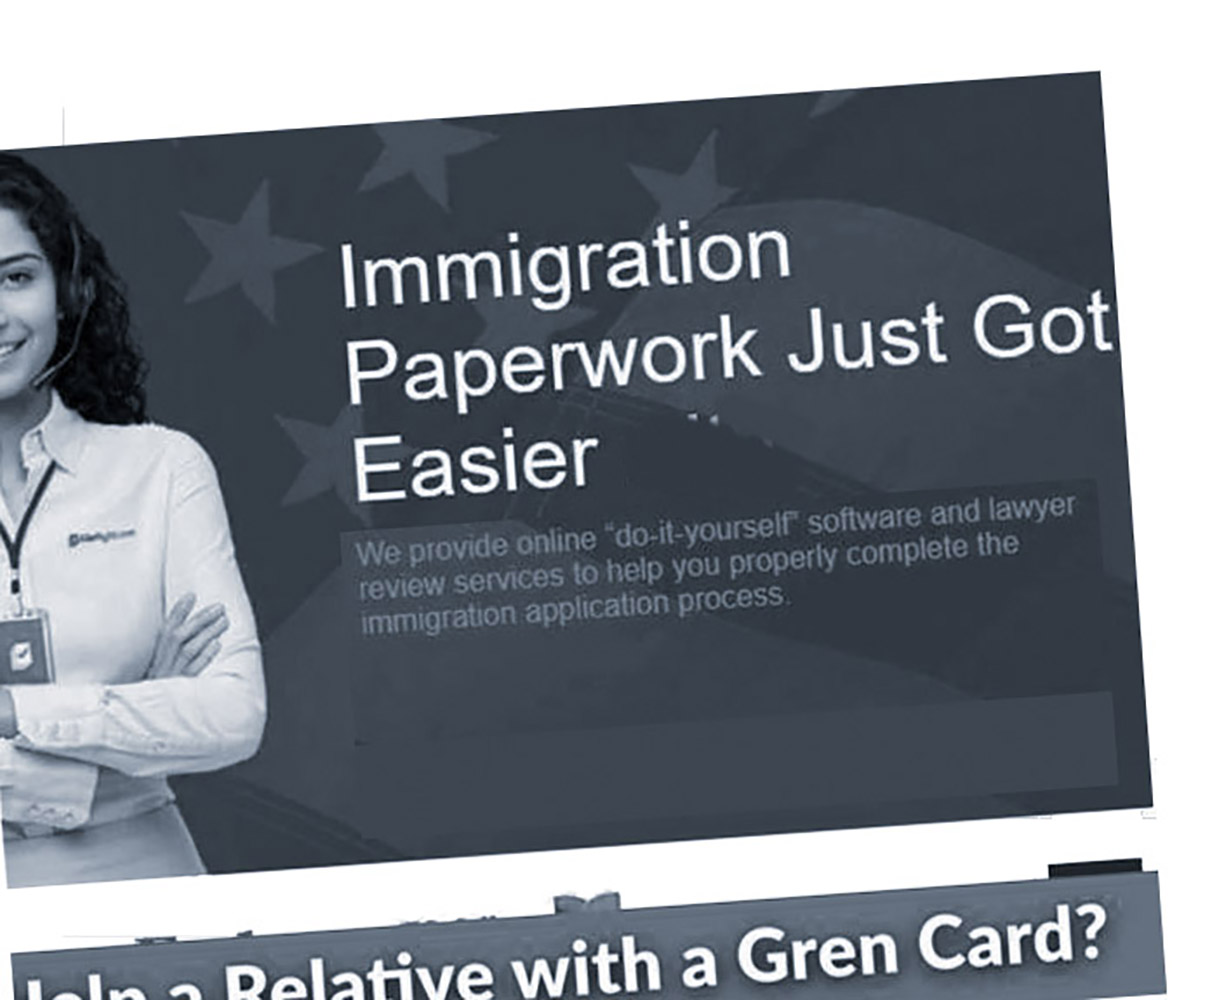 Immigration
Paperwork Just Got
Easier
We provide online “do-it-yourself” software and lawyer
review services to help you properly complete the
immigration application process.
Help a Relative with a Gren Card?